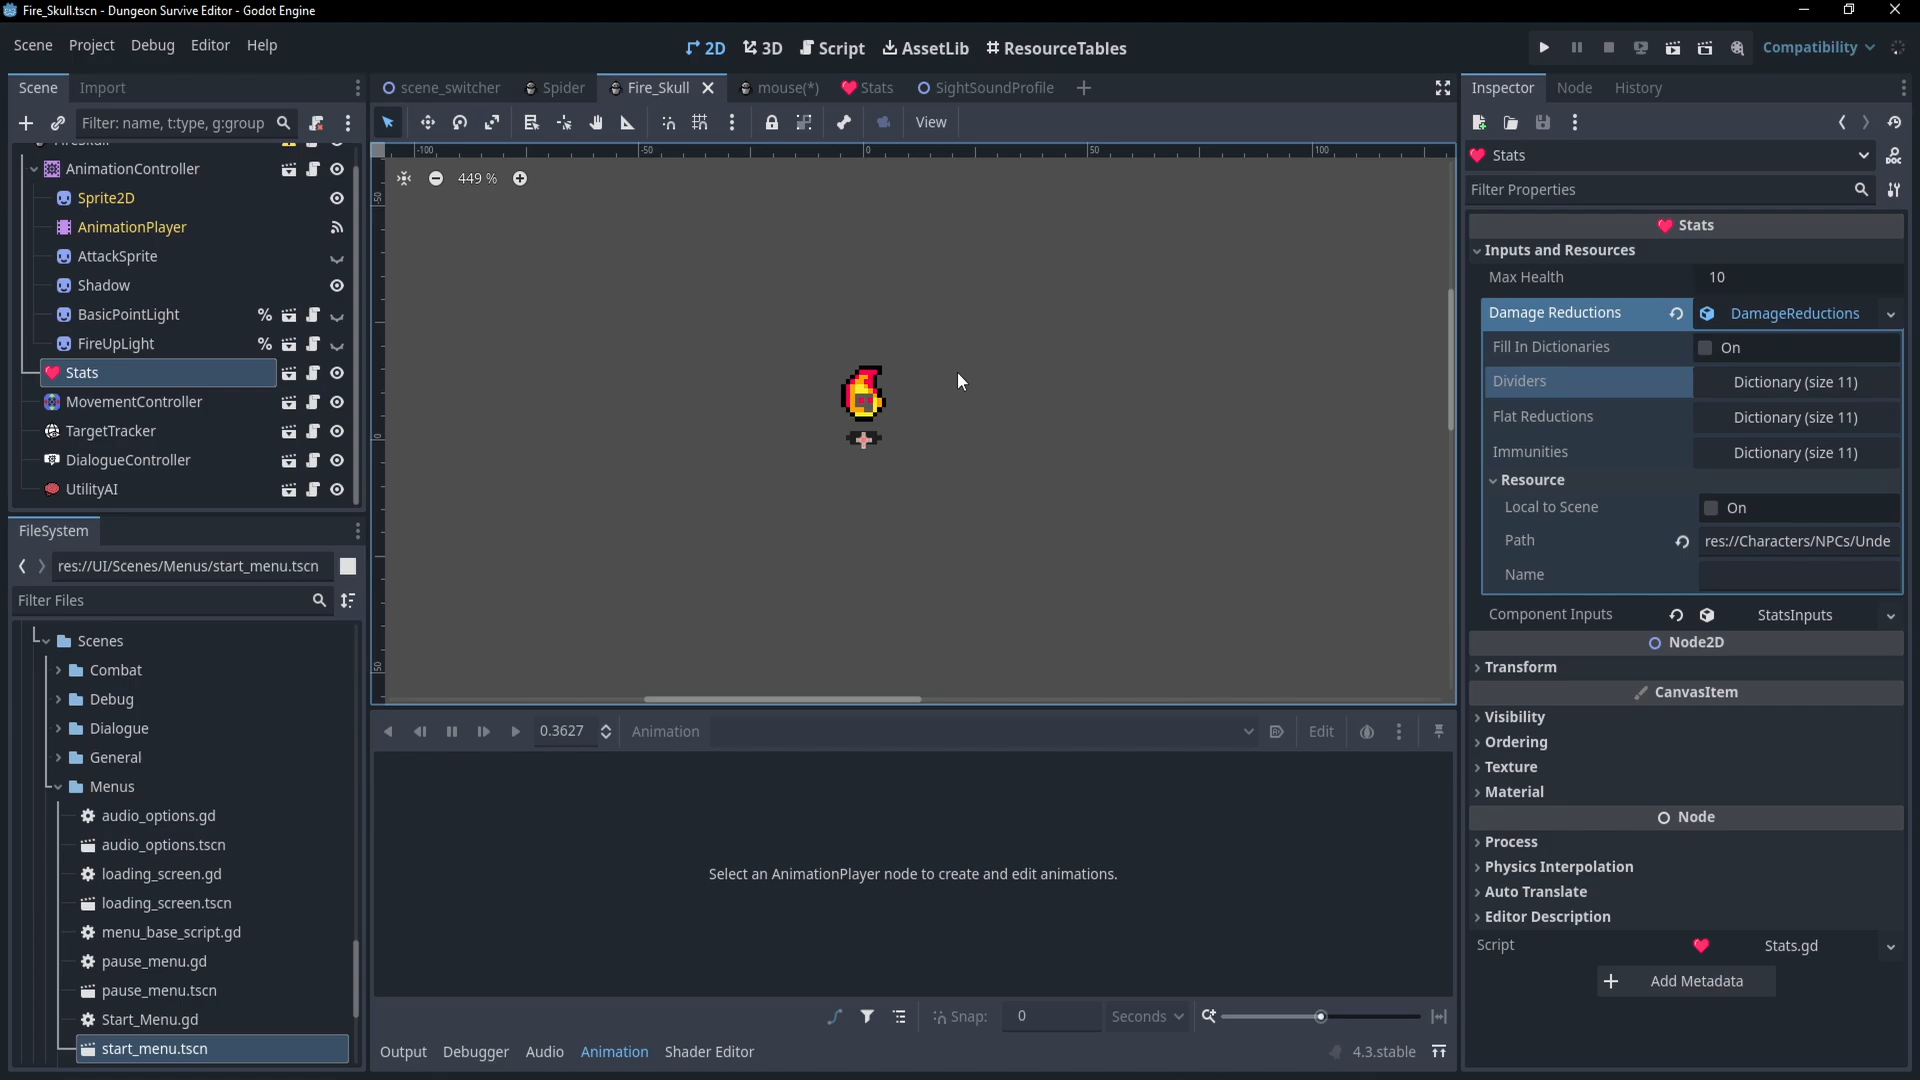 Fire_Skull.tscn - Dungeon Survive Editor - Godot Engine
Scene Project Debug Editor Help
2D 3D Script AssetLib ResourceTables
Compatibility
Scene Import
scene_switcher Spider Fire_Skull mouse(*) Stats SightSoundProfile
Inspector Node History
Filter: name, t:type, g:group
View
AnimationController
Sprite2D
AnimationPlayer
AttackSprite
Shadow
BasicPointLight %
FireUpLight %
Stats
MovementController
TargetTracker
DialogueController
UtilityAI
-100 -50 0 50 100
449 %
FileSystem
res://UI/Scenes/Menus/start_menu.tscn
Filter Files
Scenes
Combat
Debug
Dialogue
General
Menus
audio_options.gd
audio_options.tscn
loading_screen.gd
loading_screen.tscn
menu_base_script.gd
pause_menu.gd
pause_menu.tscn
Start_Menu.gd
start_menu.tscn
0.3627 Animation Edit
Select an AnimationPlayer node to create and edit animations.
Snap: 0 Seconds
Output Debugger Audio Animation Shader Editor 4.3.stable
Stats
Filter Properties
Stats
Inputs and Resources
Max Health 10
Damage Reductions DamageReductions
Fill In Dictionaries On
Dividers Dictionary (size 11)
Flat Reductions Dictionary (size 11)
Immunities Dictionary (size 11)
Resource
Local to Scene On
Path res://Characters/NPCs/Unde
Name
Component Inputs StatsInputs
Node2D
Transform
CanvasItem
Visibility
Ordering
Texture
Material
Node
Process
Physics Interpolation
Auto Translate
Editor Description
Script Stats.gd
Add Metadata